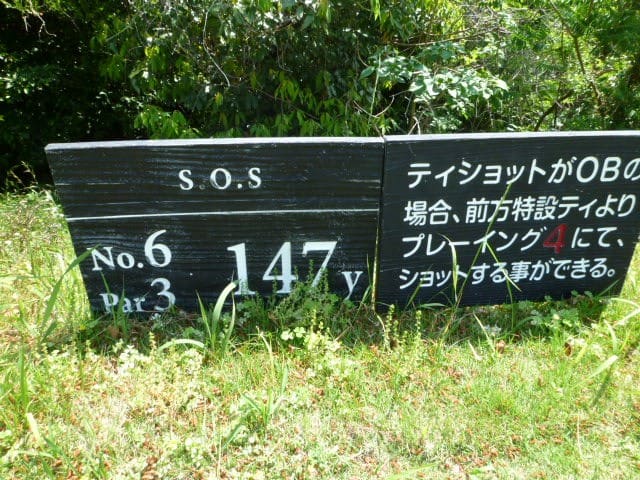 S.O.S
No.6
Par 3
147y
ティショットがOBの
場合、前方特設ティより
プレーイング4にて、
ショットする事ができる。